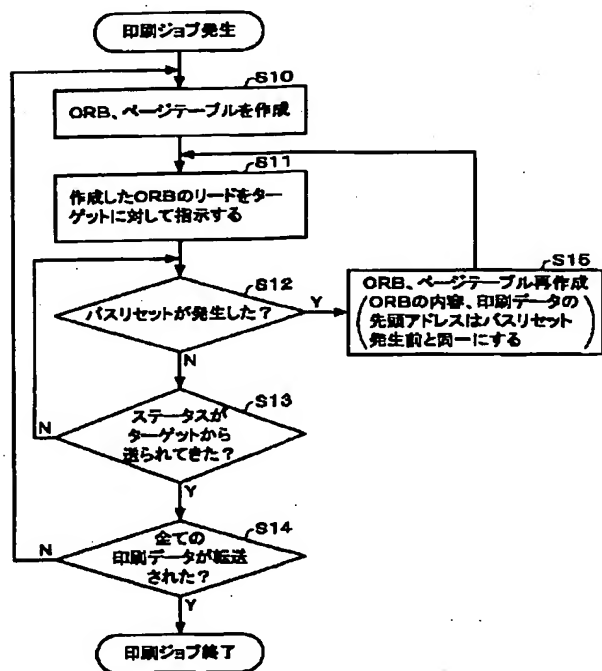 印刷ジョブ発生
S10
ORB、ページテーブルを作成
S11
作成したORBのリードをター
ゲットに対して指示する
S12
バスリセットが発生した?
Y
N
S15
ORB、ページテーブル再作成
(ORBの内容、印刷データの
先頭アドレスはバスリセット
発生前と因一にする)
S13
ステータスが
ターゲットから
送られてきた?
N
Y
S14
全ての
印刷データが転送
された?
N
Y
印刷ジョブ終了